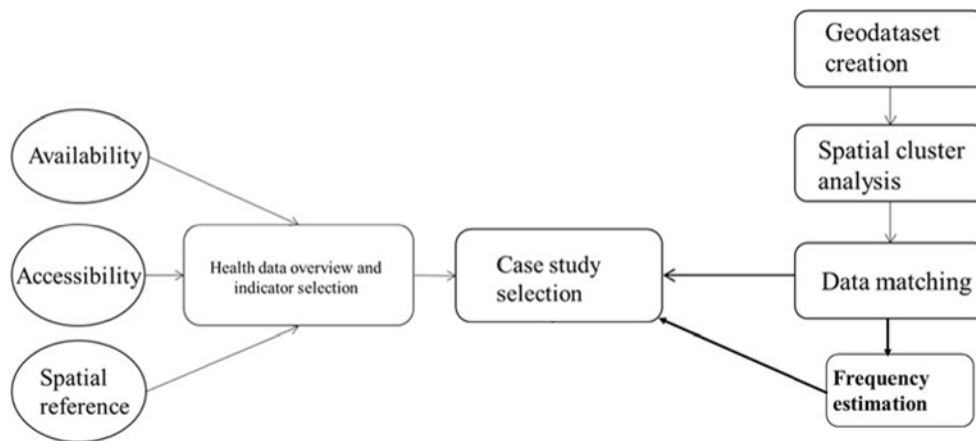 Geodataset
creation
Availability
Spatial cluster
analysis
Accessibility
Health data overview and
indicator selection
Case study
selection
Data matching
Spatial
reference
Frequency
estimation